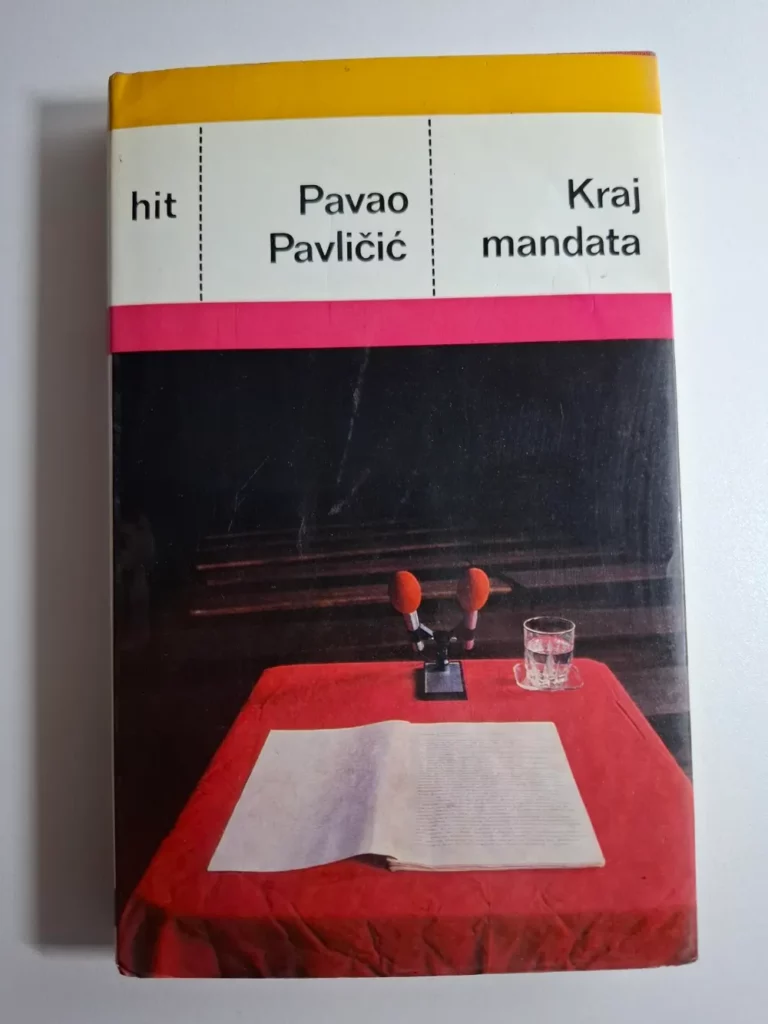 hit
Pavao
Pavličić
Kraj
mandata